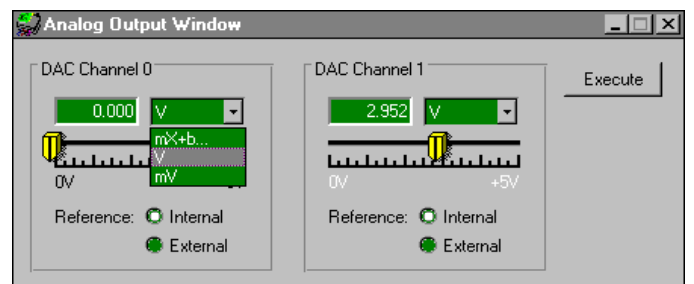 Analog Output Window
DAC Channel 0
0.000 V
mX+b...
V
mV
0V
Reference: Internal
External
DAC Channel 1
2.952 V
0V +5V
Reference: Internal
External
Execute